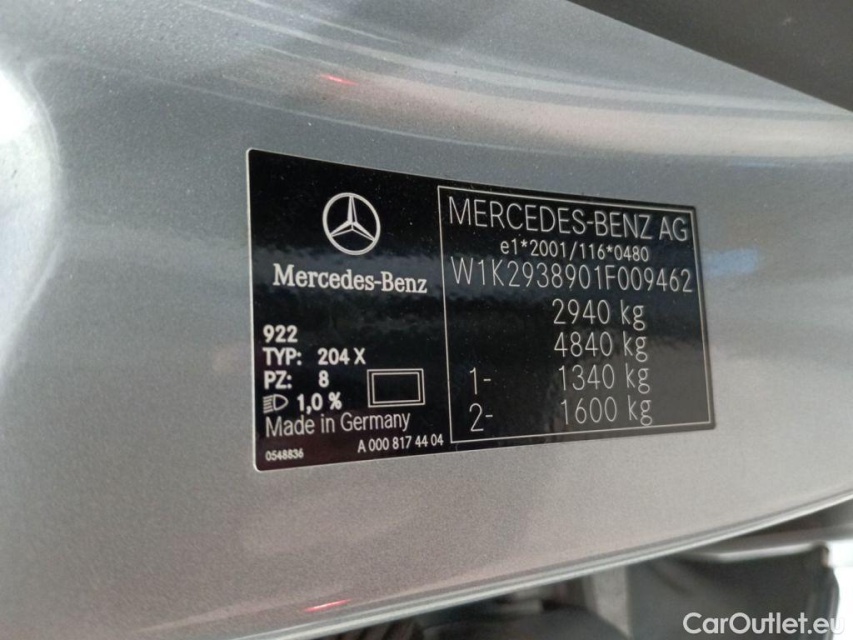 Mercedes-Benz
922
TYP: 204 X
PZ: 8
1,0 %
Made in Germany
0548836
A 000 817 44 04
MERCEDES-BENZ AG
e1*2001/116*0480
W1K2938901F009462
2940 kg
4840 kg
1- 1340 kg
2- 1600 kg
CarOutlet.eu